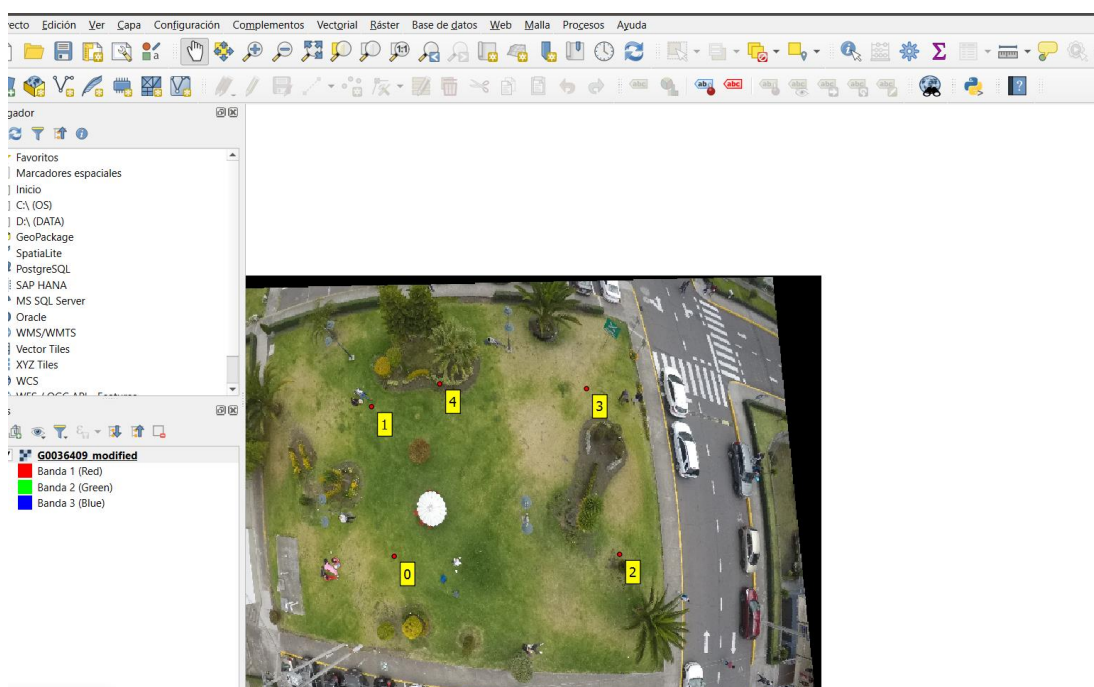 yecto Edición Ver Capa Configuración Complementos Vectorial Ráster Base de datos Web Malla Procesos Ayuda
gador
Favoritos
Marcadores espaciales
Inicio
C:\ (OS)
D:\ (DATA)
GeoPackage
SpatiaLite
PostgreSQL
SAP HANA
MS SQL Server
Oracle
WMS/WMTS
Vector Tiles
XYZ Tiles
WCS
s
G0036409_modified
Banda 1 (Red)
Banda 2 (Green)
Banda 3 (Blue)
4
3
1
0
2